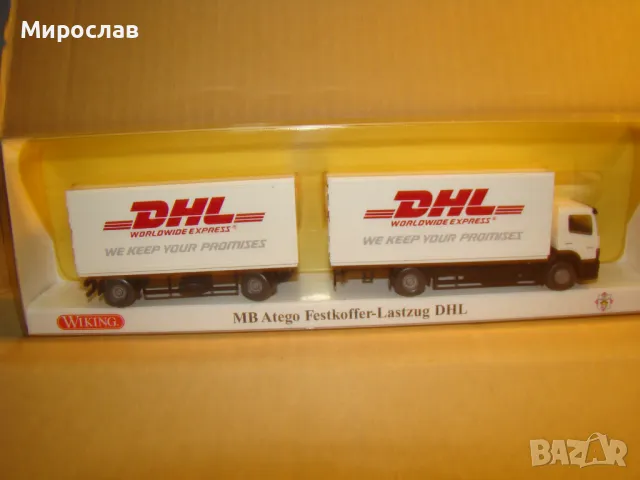 Мирослав
DHL
WORLDWIDE EXPRESS®
WE KEEP YOUR PROMISES
DHL
WORLDWIDE EXPRESS®
WE KEEP YOUR PROMISES
WIKING
MB Atego Festkoffer-Lastzug DHL
BAZAR